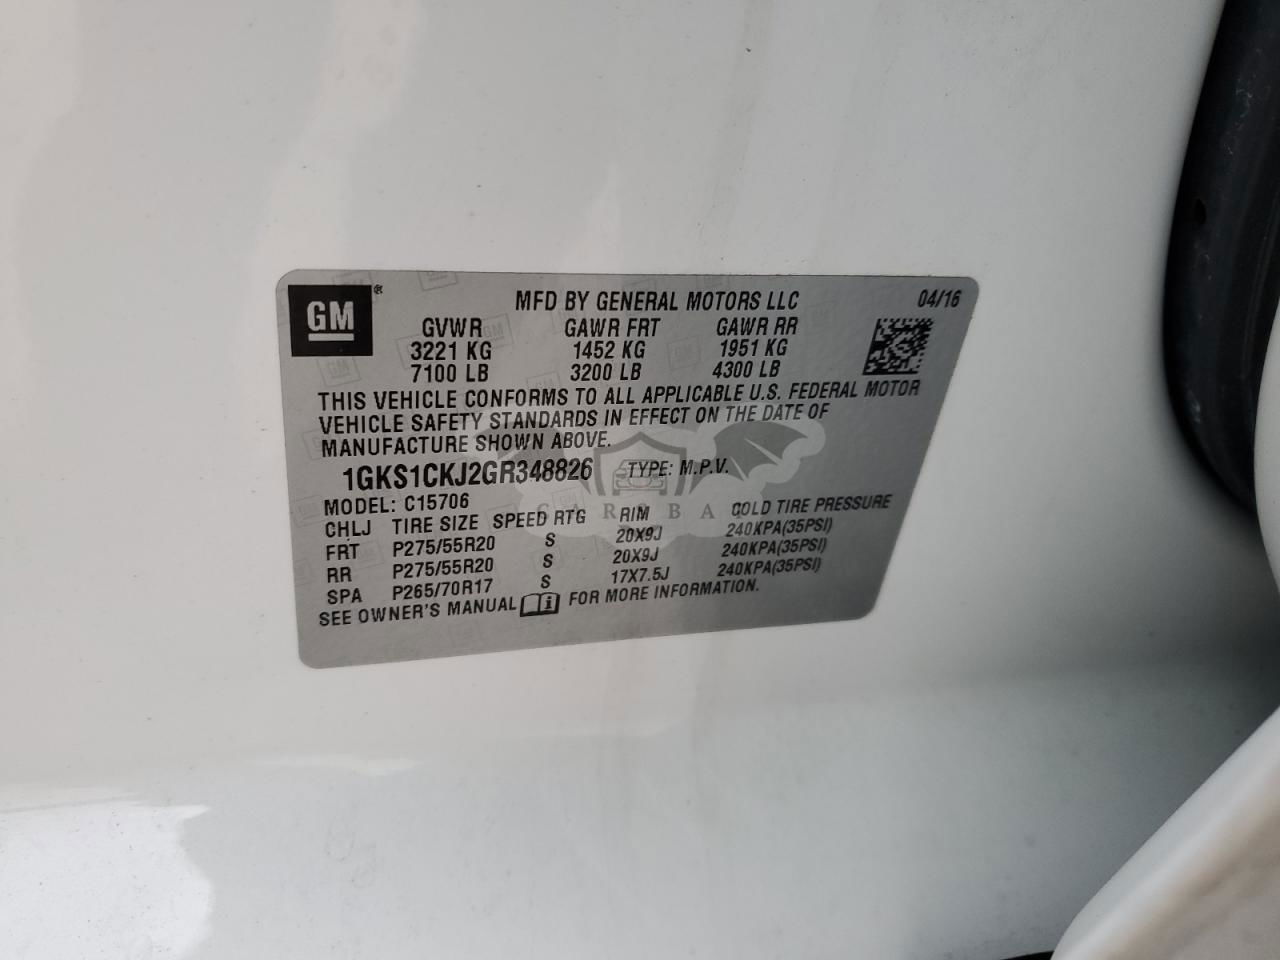 GM ® MFD BY GENERAL MOTORS LLC 04/16
GVWR GAWR FRT GAWR RR
3221 KG 1452 KG 1951 KG
7100 LB 3200 LB 4300 LB
THIS VEHICLE CONFORMS TO ALL APPLICABLE U.S. FEDERAL MOTOR
VEHICLE SAFETY STANDARDS IN EFFECT ON THE DATE OF
MANUFACTURE SHOWN ABOVE.
1GKS1CKJ2GR348826 TYPE: M.P.V.
MODEL: C15706
CHLJ TIRE SIZE SPEED RTG RIM COLD TIRE PRESSURE
FRT P275/55R20 S 20X9J 240KPA(35PSI)
RR P275/55R20 S 20X9J 240KPA(35PSI)
SPA P265/70R17 S 17X7.5J 240KPA(35PSI)
SEE OWNER'S MANUAL FOR MORE INFORMATION.